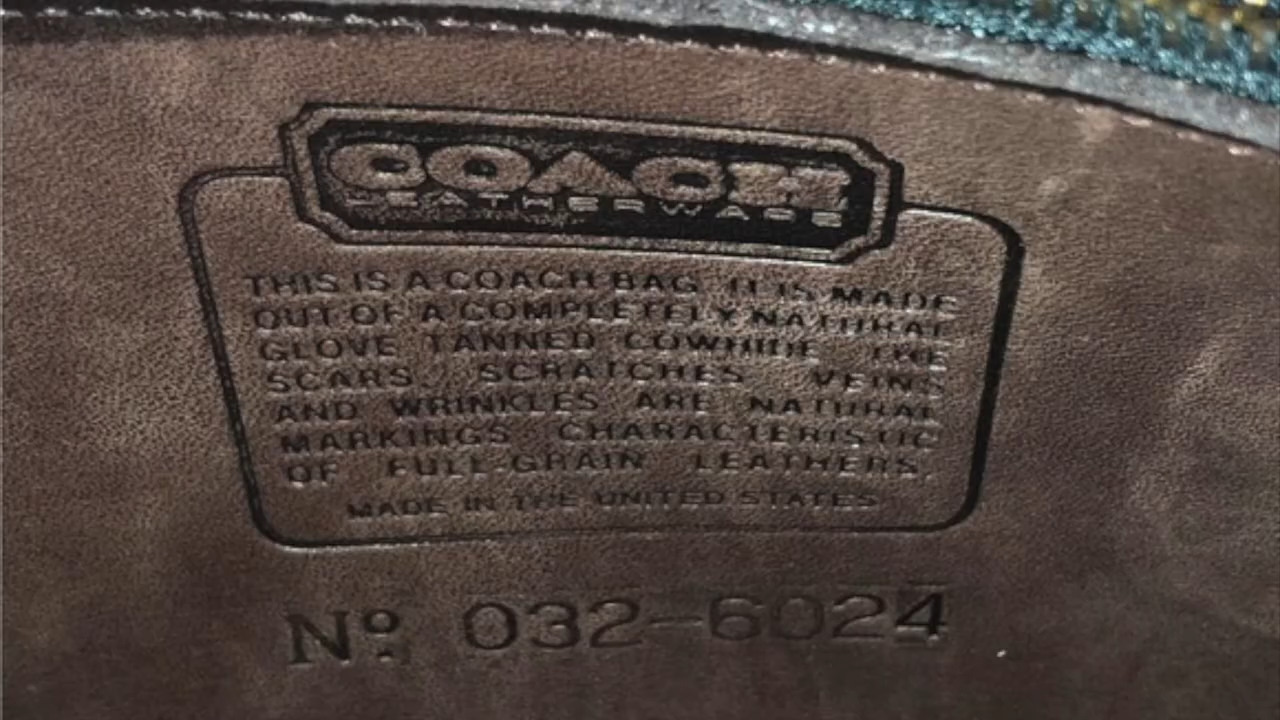 COACH
LEATHERWARE
THIS IS A COACH BAG. IT IS MADE
OUT OF A COMPLETELY NATURAL
GLOVE TANNED COWHIDE THE
SCARS, SCRATCHES VEINS
AND WRINKLES ARE NATURAL
MARKINGS CHARACTERISTIC
OF FULL-GRAIN LEATHERS.
MADE IN THE UNITED STATES
Nº: 032-6024